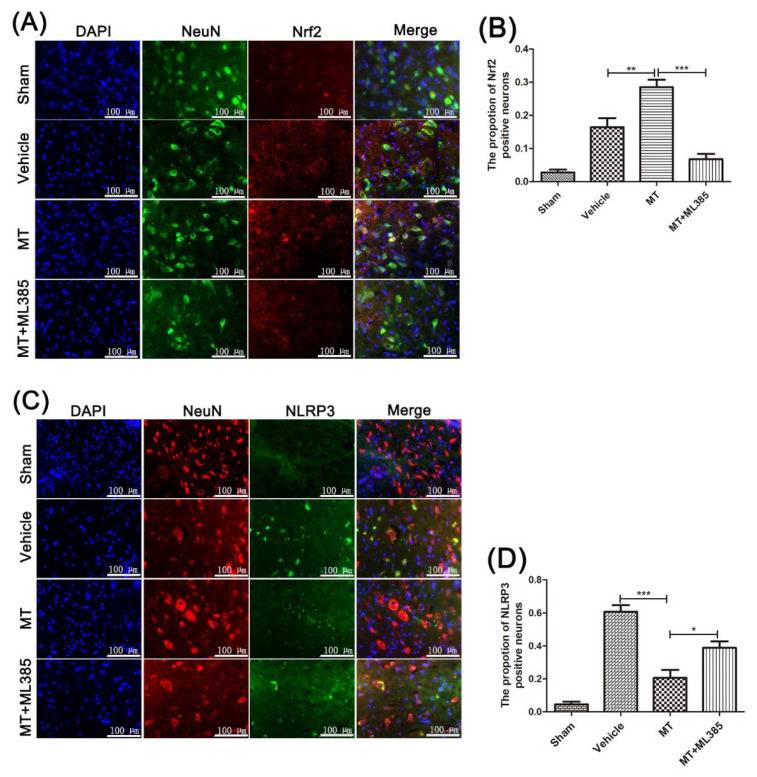 (A)
DAPI NeuN Nrf2 Merge
Sham
100 μm 100 μm 100 μm 100 μm
Vehicle
100 μm 100 μm 100 μm 100 μm
MT
100 μm 100 μm 100 μm 100 μm
MT+ML385
100 μm 100 μm 100 μm 100 μm
(B)
The propotion of Nrf2
positive neurons
0.4
0.3
0.2
0.1
0.0
** ***
Sham Vehicle MT MT+ML385
(C)
DAPI NeuN NLRP3 Merge
Sham
100 μm 100 μm 100 μm 100 μm
Vehicle
100 μm 100 μm 100 μm 100 μm
MT
100 μm 100 μm 100 μm 100 μm
MT+ML385
100 μm 100 μm 100 μm 100 μm
(D)
The propotion of NLRP3
positive neurons
0.8
0.6
0.4
0.2
0.0
*** *
Sham Vehicle MT MT+ML385